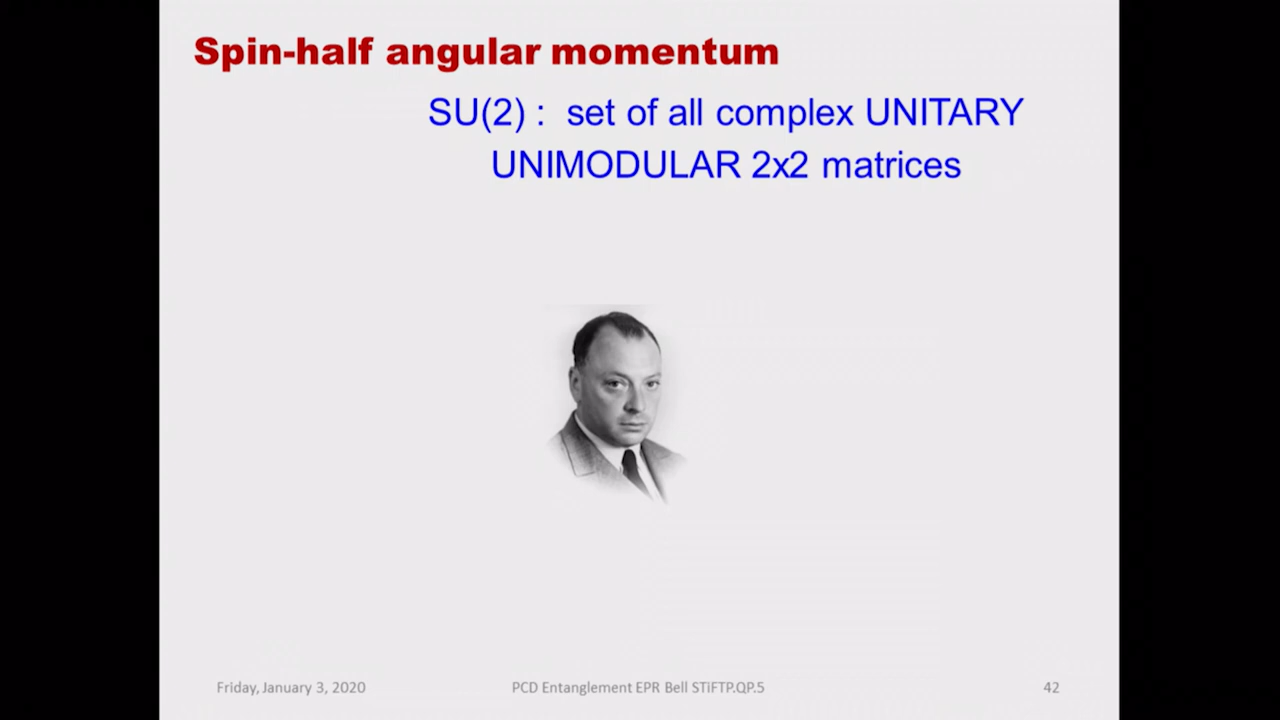 Spin-half angular momentum
SU(2) : set of all complex UNITARY
UNIMODULAR 2x2 matrices
Friday, January 3, 2020
PCD Entanglement EPR Bell STiFTP.QP.5
42